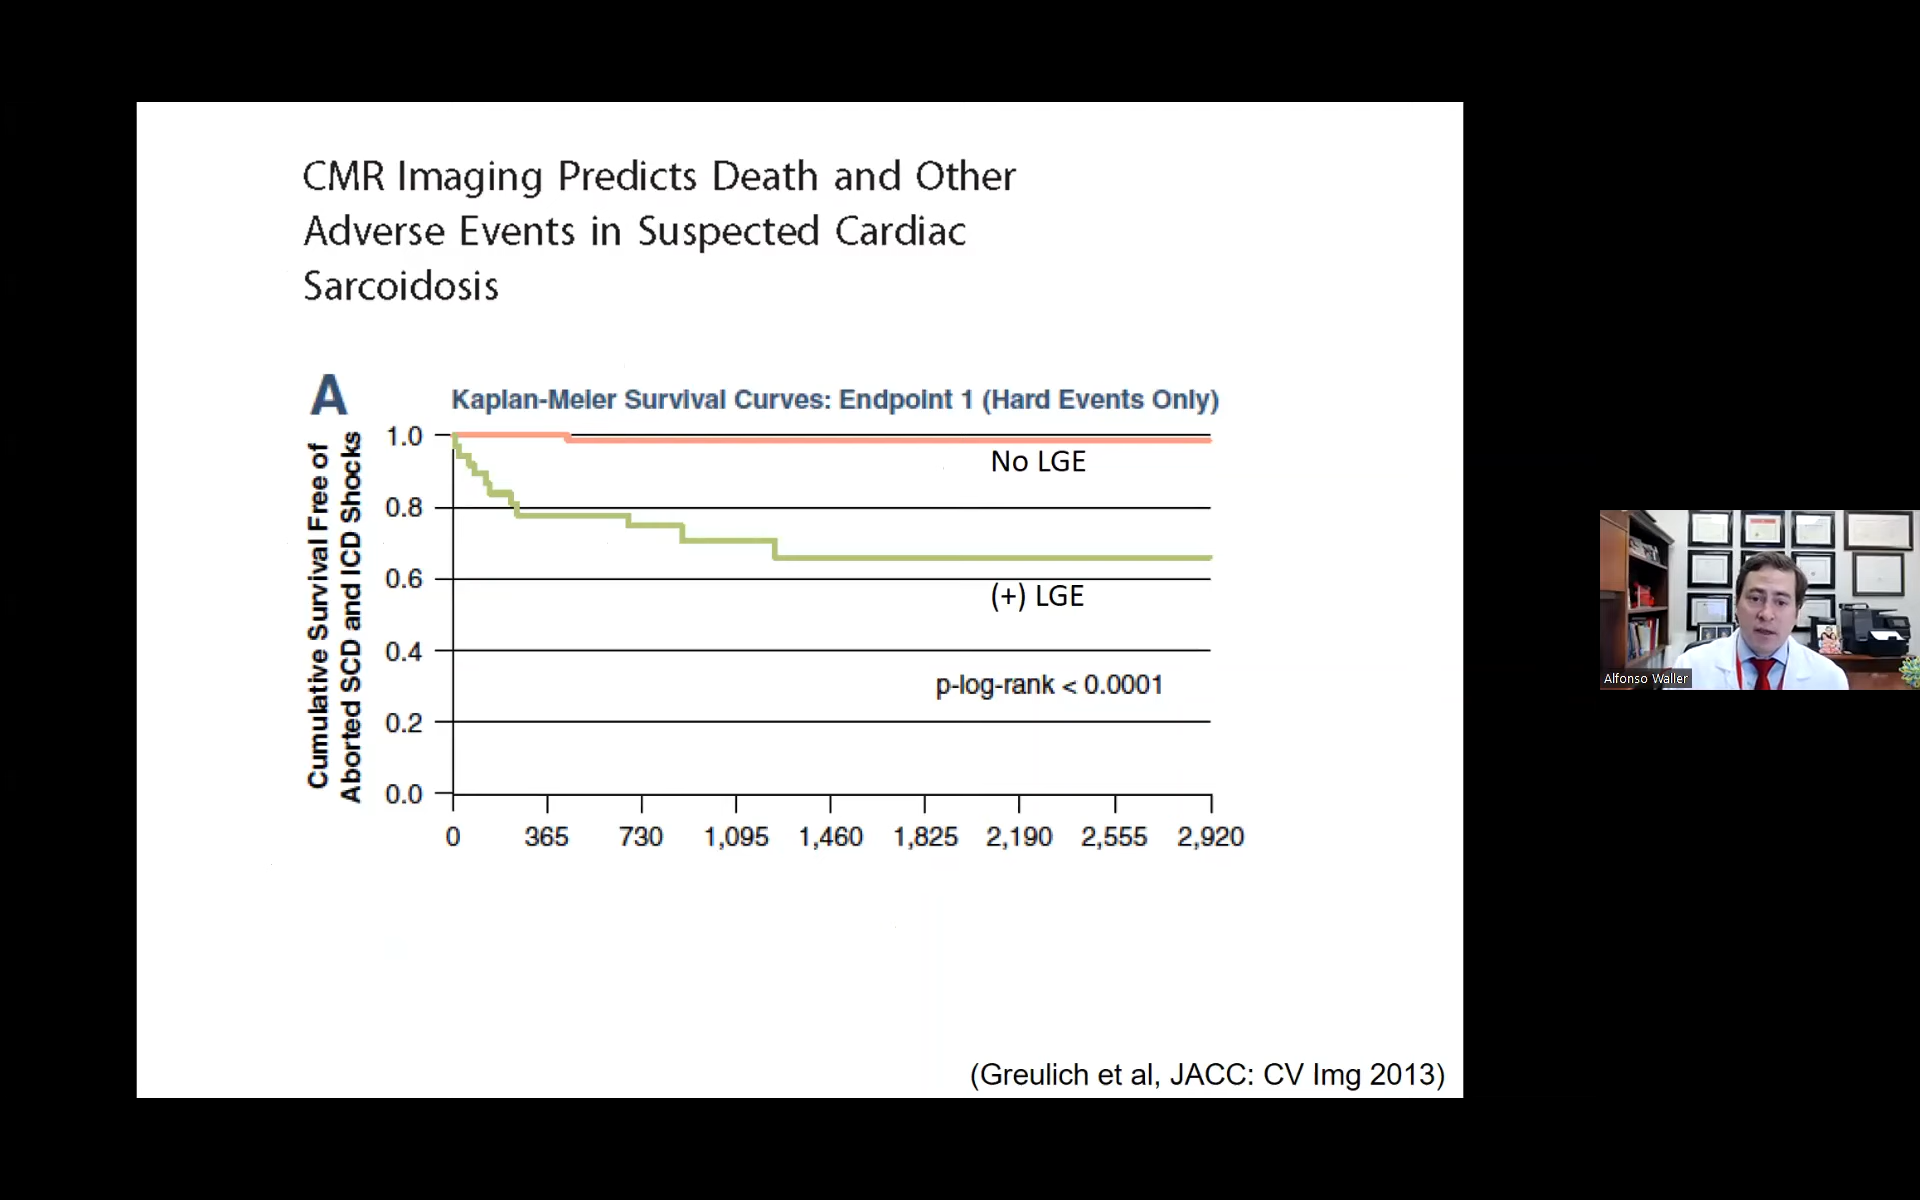 CMR Imaging Predicts Death and Other
Adverse Events in Suspected Cardiac
Sarcoidosis
A
Kaplan-Meier Survival Curves: Endpoint 1 (Hard Events Only)
Cumulative Survival Free of
Aborted SCD and ICD Shocks
1.0
0.8
0.6
0.4
0.2
0.0
No LGE
(+) LGE
p-log-rank < 0.0001
0 365 730 1,095 1,460 1,825 2,190 2,555 2,920
(Greulich et al, JACC: CV Img 2013)
Alfonso Waller